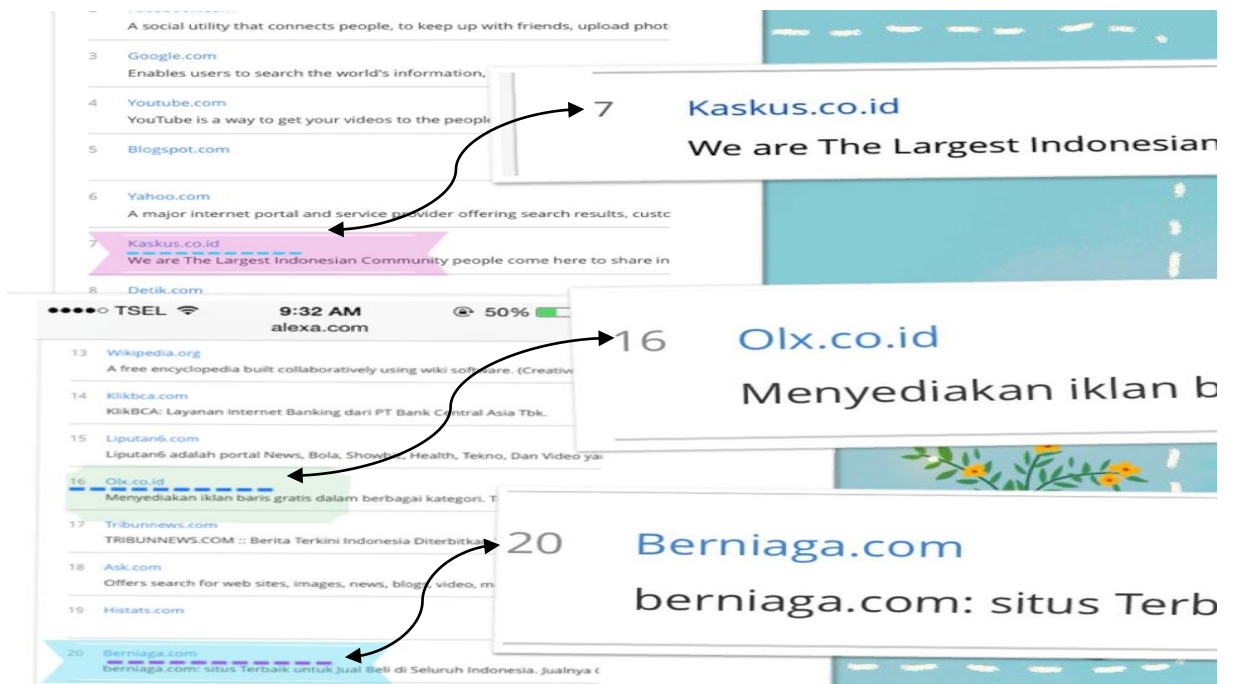 A social utility that connects people, to keep up with friends, upload phot
3 Google.com
Enables users to search the world's information,
4 Youtube.com
YouTube is a way to get your videos to the people
5 Blogspot.com
6 Yahoo.com
A major internet portal and service provider offering search results, custo
7 Kaskus.co.id
We are The Largest Indonesian Community people come here to share in
8 Detik.com
7 Kaskus.co.id
We are The Largest Indonesian
TSEL 9:32 AM 50%
alexa.com
13 Wikipedia.org
A free encyclopedia built collaboratively using wiki software. (Creative
14 Klikbca.com
KlikBCA: Layanan Internet Banking dari PT Bank Central Asia Tbk.
15 Liputan6.com
Liputan6 adalah portal News, Bola, Showbiz, Health, Tekno, Dan Video ya
16 Olx.co.id
Menyediakan iklan baris gratis dalam berbagai kategori. T
17 Tribunnews.com
TRIBUNNEWS.COM :: Berita Terkini Indonesia Diterbitka
18 Ask.com
Offers search for web sites, images, news, blogs, video, m
19 Histats.com
20 Berniaga.com
berniaga.com: situs Terbaik untuk Jual Beli di Seluruh Indonesia. Jualnya
16 Olx.co.id
Menyediakan iklan b
20 Berniaga.com
berniaga.com: situs Terb